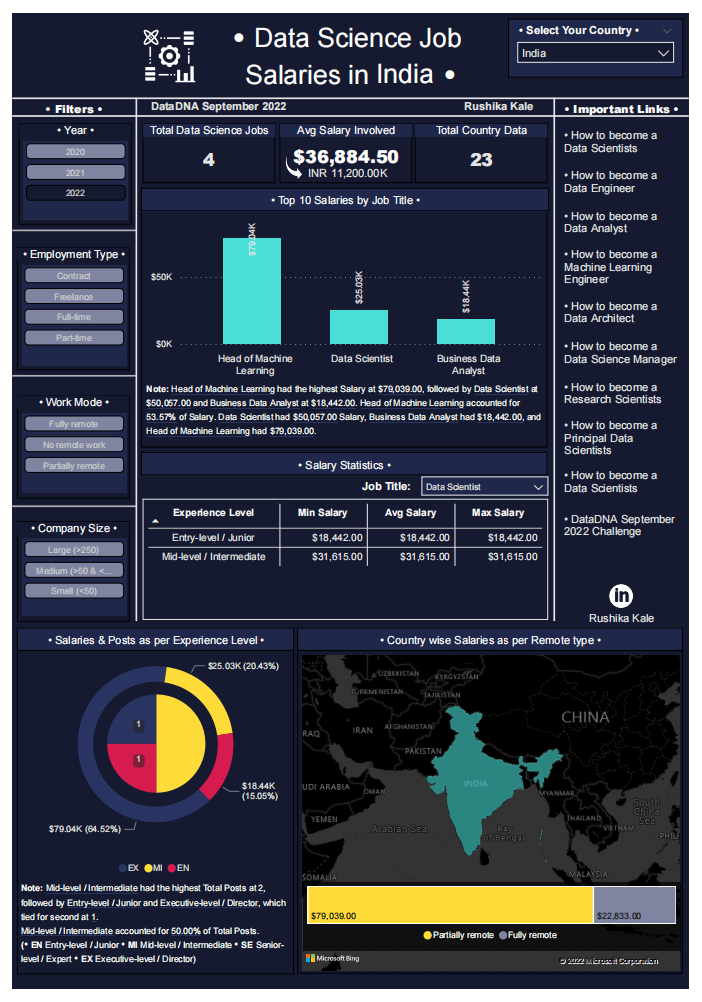 • Data Science Job
Salaries in India •
• Select Your Country •
India
• Filters •
DataDNA September 2022
Rushika Kale
• Important Links •
• Year •
2020
2021
2022
• Employment Type •
Contract
Freelance
Full-time
Part-time
• Work Mode •
Fully remote
No remote work
Partially remote
• Company Size •
Large (>250)
Medium (>50 & <...
Small (<50)
Total Data Science Jobs
4
Avg Salary Involved
$36,884.50
INR 11,200.00K
Total Country Data
23
• Top 10 Salaries by Job Title •
$50K
$0K
$79.04K
$25.03K
$18.44K
Head of Machine
Learning
Data Scientist
Business Data
Analyst
Note: Head of Machine Learning had the highest Salary at $79,039.00, followed by Data Scientist at
$50,057.00 and Business Data Analyst at $18,442.00. Head of Machine Learning accounted for
53.57% of Salary. Data Scientist had $50,057.00 Salary, Business Data Analyst had $18,442.00, and
Head of Machine Learning had $79,039.00.
• Salary Statistics •
Job Title:
Data Scientist
Experience Level Min Salary Avg Salary Max Salary
Entry-level / Junior $18,442.00 $18,442.00 $18,442.00
Mid-level / Intermediate $31,615.00 $31,615.00 $31,615.00
• How to become a
Data Scientists
• How to become a
Data Engineer
• How to become a
Data Analyst
• How to become a
Machine Learning
Engineer
• How to become a
Data Architect
• How to become a
Data Science Manager
• How to become a
Research Scientists
• How to become a
Principal Data
Scientists
• How to become a
Data Scientists
• DataDNA September
2022 Challenge
in
Rushika Kale
• Salaries & Posts as per Experience Level •
$25.03K (20.43%)
1
1
$18.44K
(15.05%)
$79.04K (64.52%)
EX MI EN
Note: Mid-level / Intermediate had the highest Total Posts at 2,
followed by Entry-level / Junior and Executive-level / Director, which
tied for second at 1.
Mid-level / Intermediate accounted for 50.00% of Total Posts.
(• EN Entry-level / Junior • MI Mid-level / Intermediate • SE Senior-
level / Expert • EX Executive-level / Director)
• Country wise Salaries as per Remote type •
UZBEKISTAN
KYRGYZSTAN
TURKMENISTAN
TAJIKISTAN
CHINA
RAQ
IRAN
AFGHANISTAN
PAKISTAN
UDI ARABIA
OMAN
INDIA
MYANMAR
YEMEN
Arabian Sea
Bay
of Bengal
THAILAND
VIETNAM
South
China
Sea
PHIL
SOMALIA
MALAYSIA
$79,039.00
$22,833.00
Partially remote Fully remote
Microsoft Bing
© 2022 Microsoft Corporation